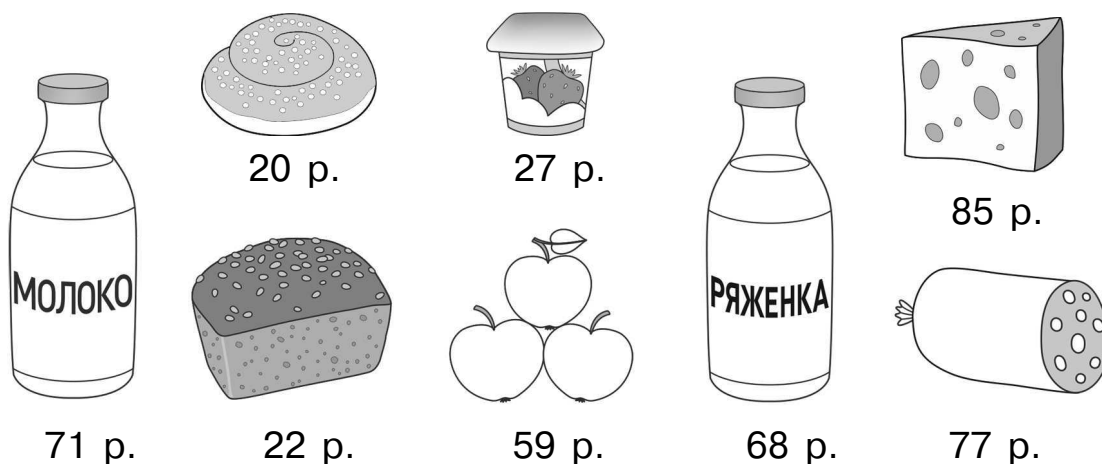 20 р.
27 р.
85 р.
МОЛОКО
РЯЖЕНКА
71 р.
22 р.
59 р.
68 р.
77 р.